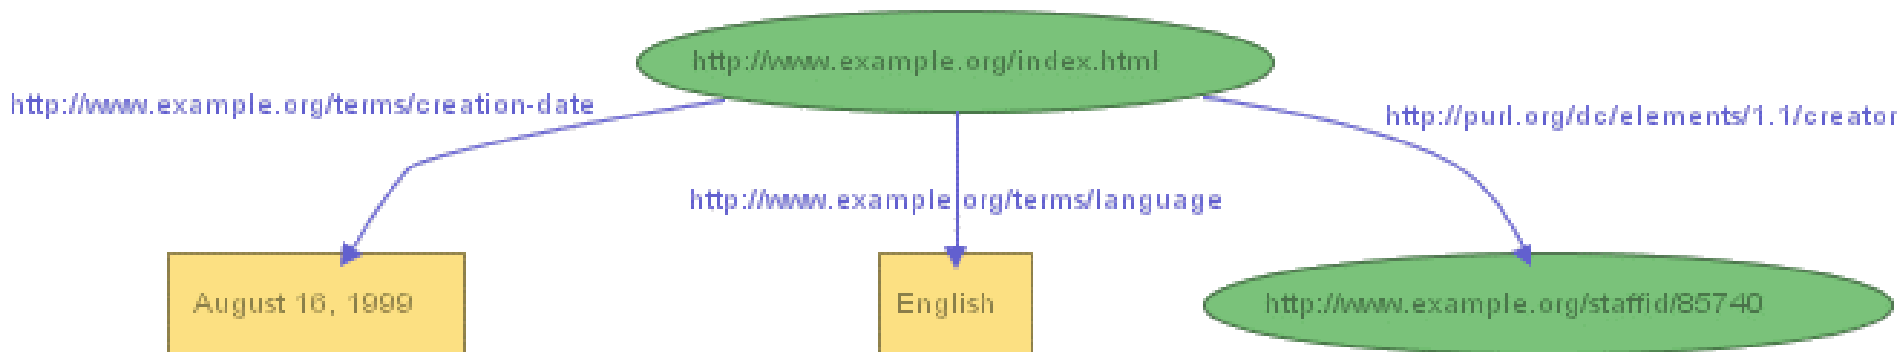 http://www.example.org/index.html
http://www.example.org/terms/creation-date
http://purl.org/dc/elements/1.1/creator
http://www.example.org/terms/language
August 16, 1999
English
http://www.example.org/staffid/85740